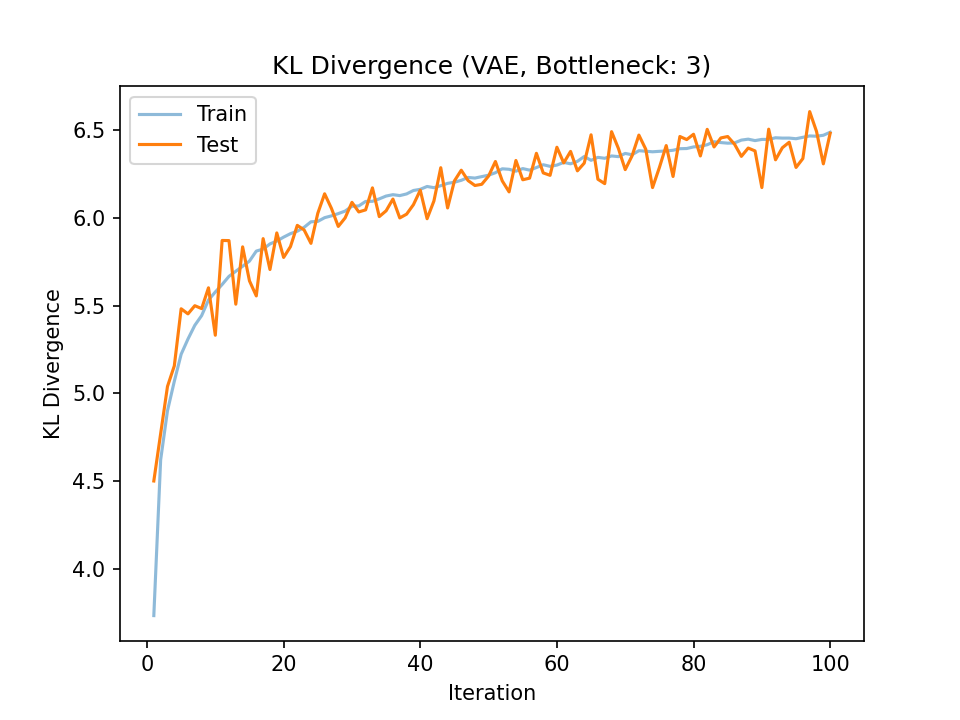 KL Divergence (VAE, Bottleneck: 3)
Train
Test
KL Divergence
6.5
6.0
5.5
5.0
4.5
4.0
0 20 40 60 80 100
Iteration